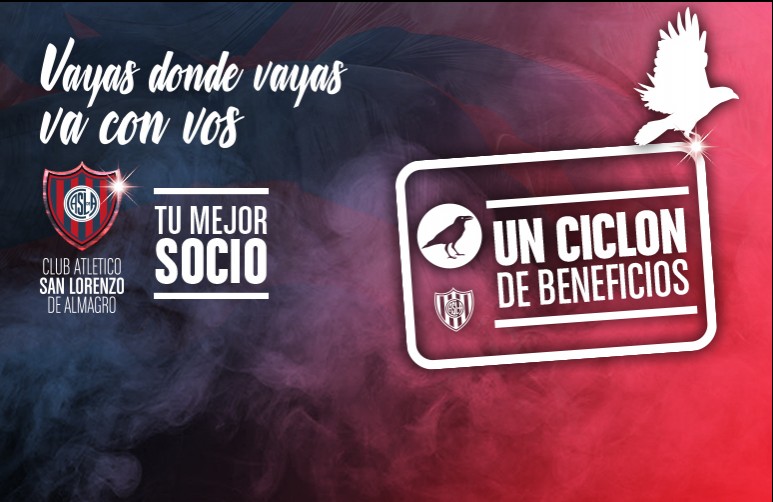 Vayas donde vayas
va con vos
CASLA
CLUB ATLETICO
SAN LORENZO
DE ALMAGRO
TU MEJOR
SOCIO
UN CICLON
DE BENEFICIOS
CASLA